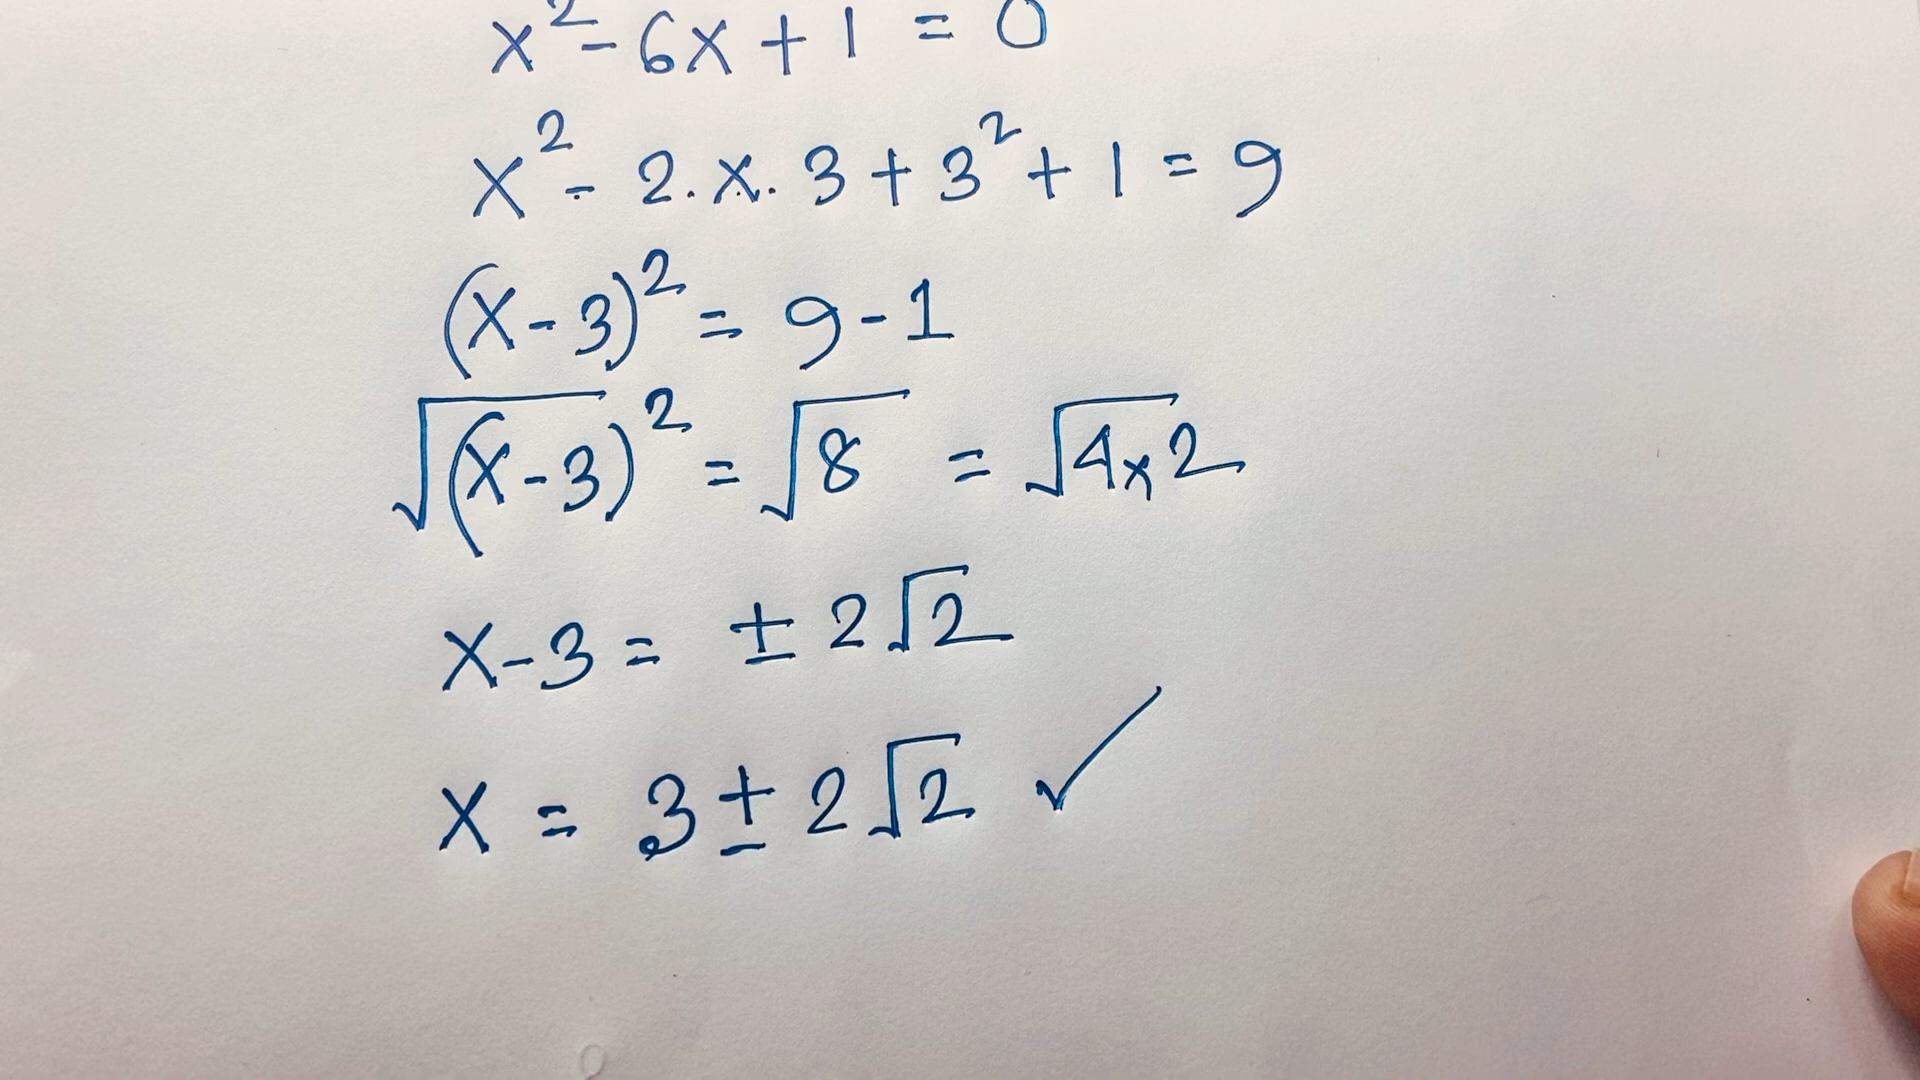 x² - 6x + 1 = 0
x² - 2.x.3 + 3² + 1 = 9
(x-3)² = 9-1
√(x-3)² = √8 = √4x2
x-3 = ± 2√2
x = 3 ± 2√2 ✓